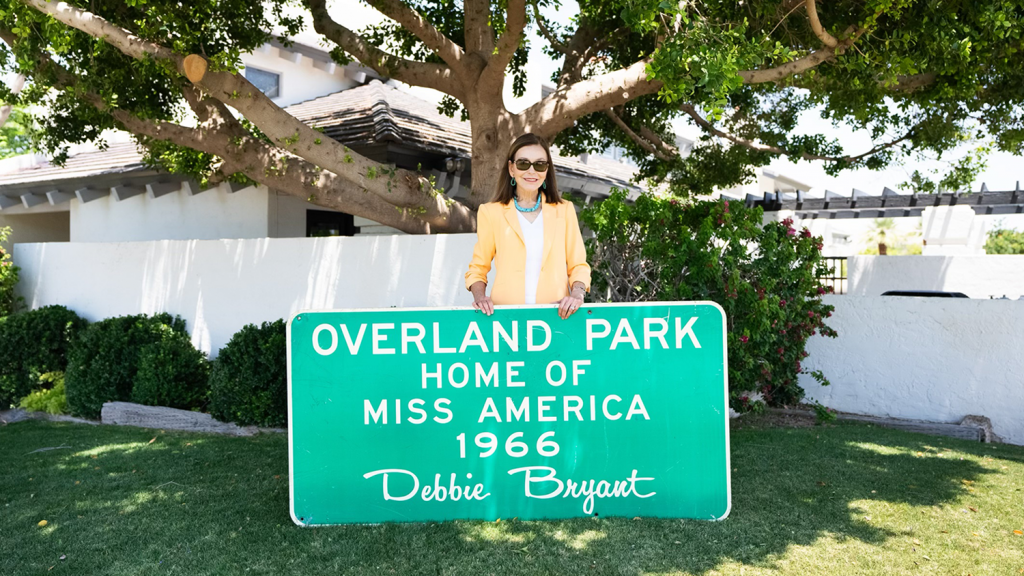 OVERLAND PARK
HOME OF
MISS AMERICA
1966
Debbie Bryant